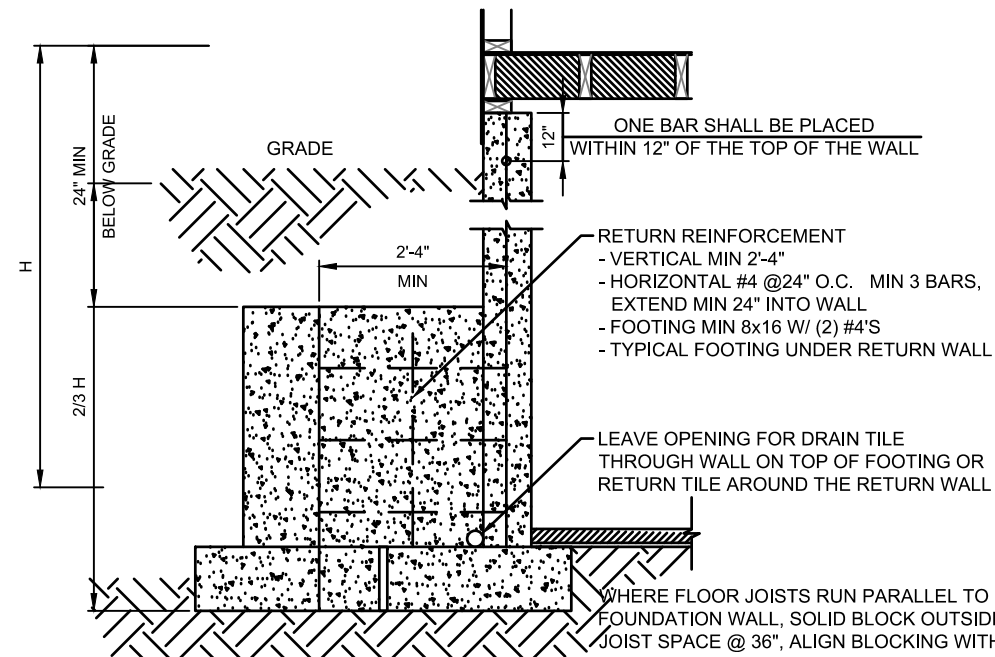 12"
ONE BAR SHALL BE PLACED
WITHIN 12" OF THE TOP OF THE WALL
GRADE
24" MIN
BELOW GRADE
H
2'-4"
MIN
RETURN REINFORCEMENT
- VERTICAL MIN 2'-4"
- HORIZONTAL #4 @24" O.C. MIN 3 BARS,
EXTEND MIN 24" INTO WALL
- FOOTING MIN 8x16 W/ (2) #4'S
- TYPICAL FOOTING UNDER RETURN WALL
2/3 H
LEAVE OPENING FOR DRAIN TILE
THROUGH WALL ON TOP OF FOOTING OR
RETURN TILE AROUND THE RETURN WALL
WHERE FLOOR JOISTS RUN PARALLEL TO
FOUNDATION WALL, SOLID BLOCK OUTSID
JOIST SPACE @ 36", ALIGN BLOCKING WITH